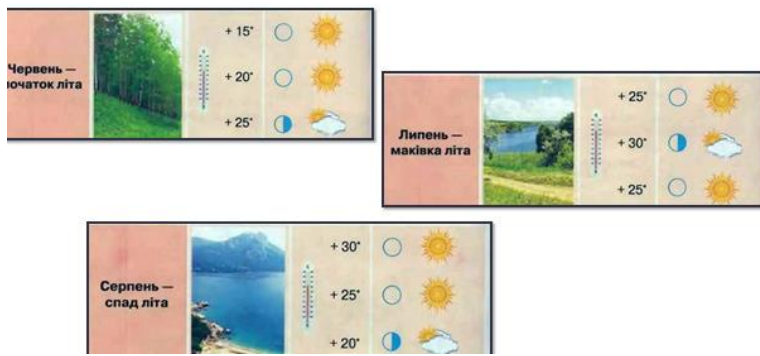 Червень —
початок літа
+ 15°
+ 20°
+ 25°
Липень —
маківка літа
+ 25°
+ 30°
+ 25°
Серпень —
спад літа
+ 30°
+ 25°
+ 20°